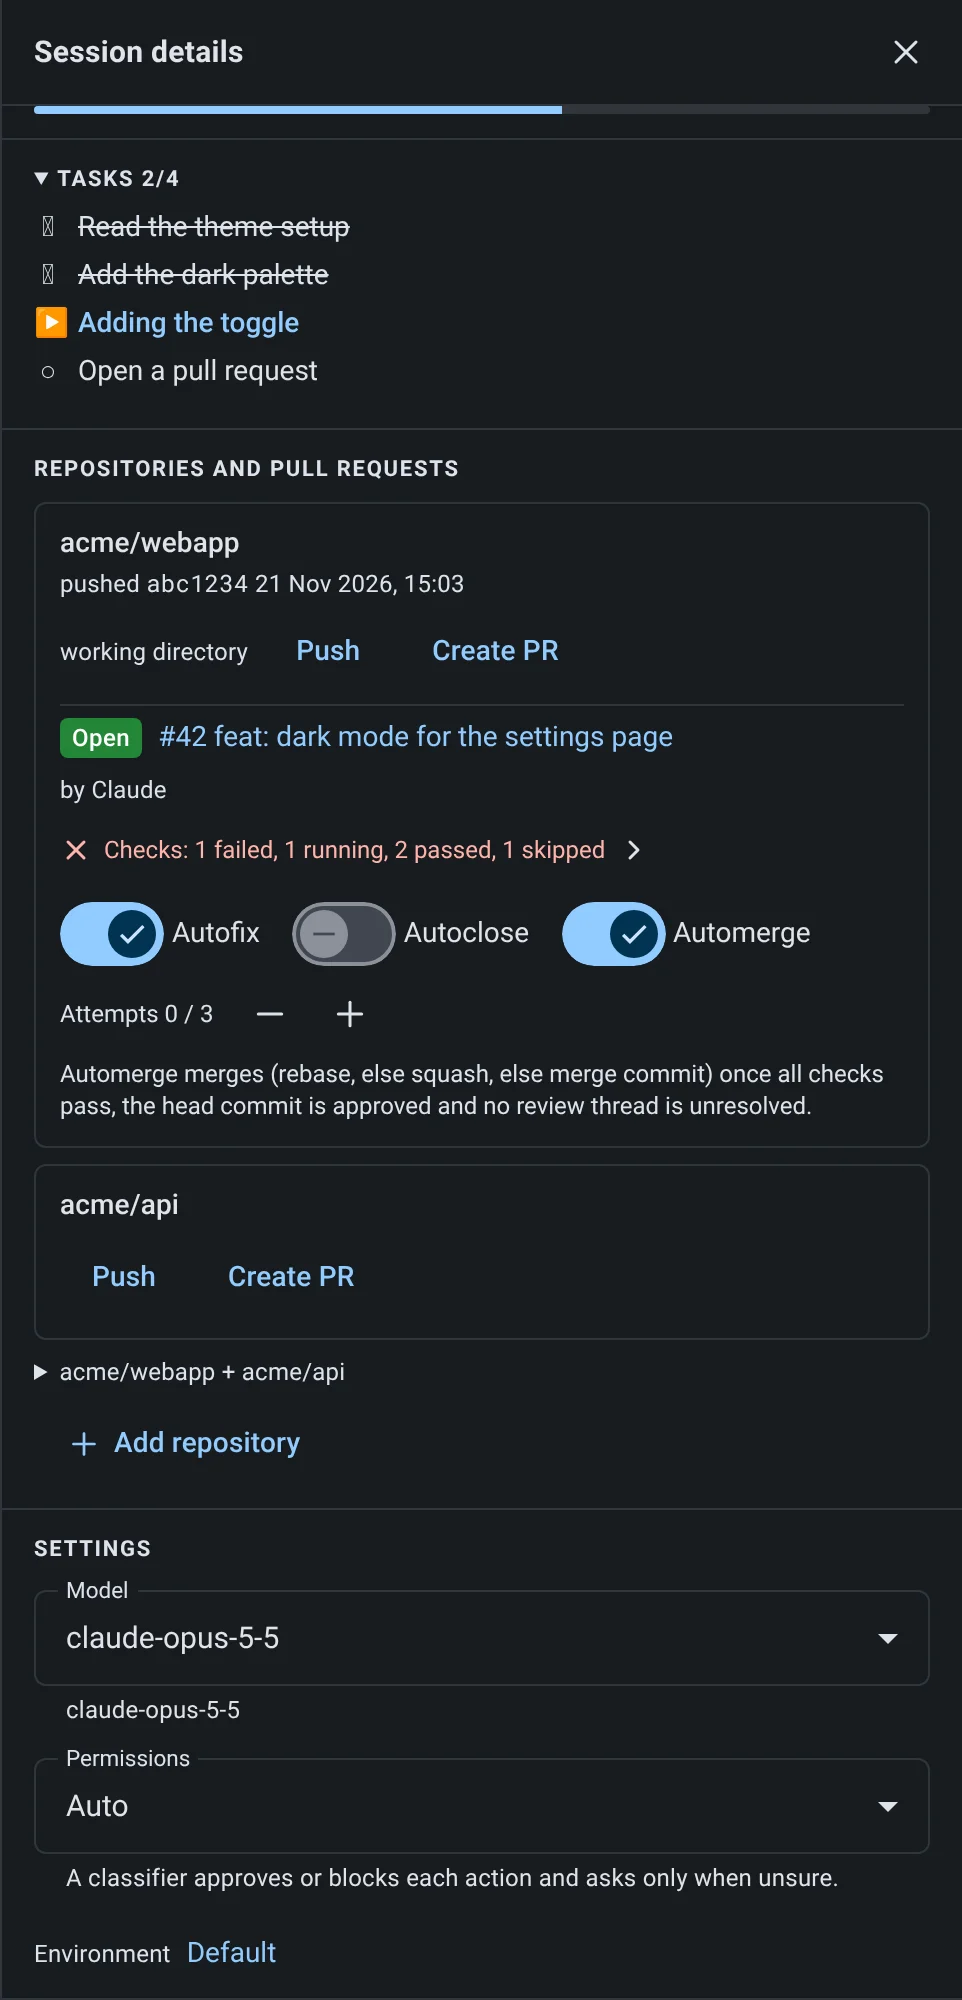 Session details
TASKS 2/4
Read the theme setup
Add the dark palette
Adding the toggle
Open a pull request
REPOSITORIES AND PULL REQUESTS
acme/webapp
pushed abc1234 21 Nov 2026, 15:03
working directory Push Create PR
Open #42 feat: dark mode for the settings page
by Claude
Checks: 1 failed, 1 running, 2 passed, 1 skipped
Autofix Autoclose Automerge
Attempts 0 / 3
Automerge merges (rebase, else squash, else merge commit) once all checks
pass, the head commit is approved and no review thread is unresolved.
acme/api
Push Create PR
acme/webapp + acme/api
Add repository
SETTINGS
Model
claude-opus-5-5
claude-opus-5-5
Permissions
Auto
A classifier approves or blocks each action and asks only when unsure.
Environment Default